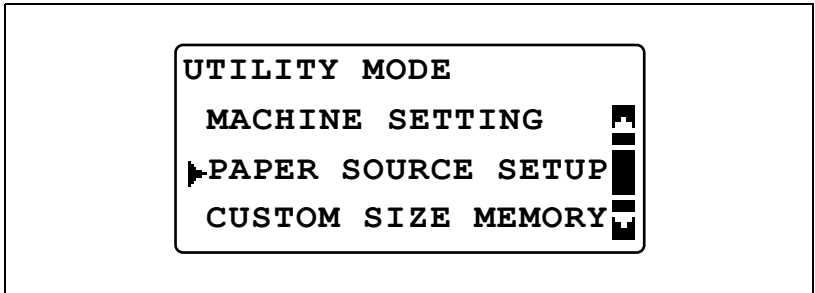 UTILITY MODE
MACHINE SETTING
PAPER SOURCE SETUP
CUSTOM SIZE MEMORY